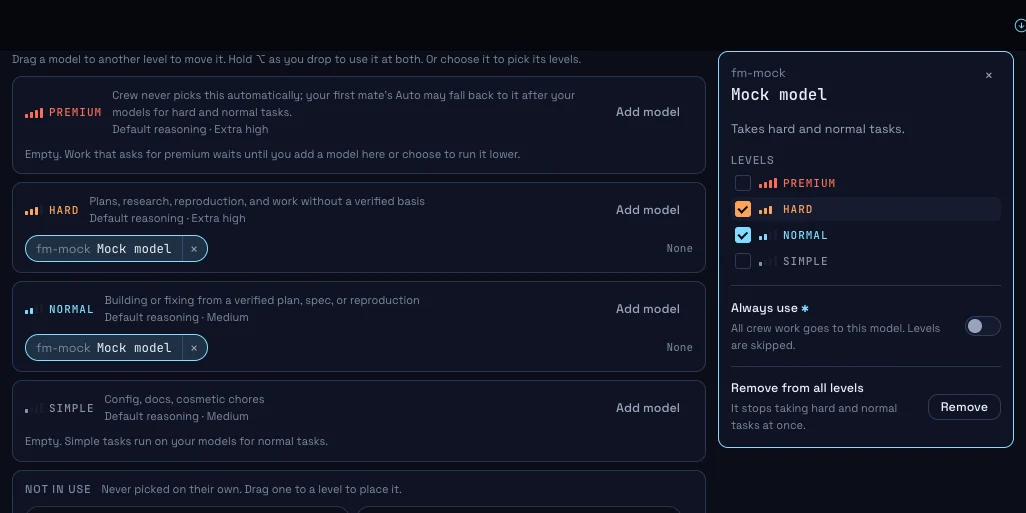 Drag a model to another level to move it. Hold ⌥ as you drop to use it at both. Or choose it to pick its levels.
PREMIUM
Crew never picks this automatically; your first mate's Auto may fall back to it after your
models for hard and normal tasks.
Default reasoning · Extra high
Add model
Empty. Work that asks for premium waits until you add a model here or choose to run it lower.
HARD
Plans, research, reproduction, and work without a verified basis
Default reasoning · Extra high
Add model
fm-mock Mock model ×
None
NORMAL
Building or fixing from a verified plan, spec, or reproduction
Default reasoning · Medium
Add model
fm-mock Mock model ×
None
SIMPLE
Config, docs, cosmetic chores
Default reasoning · Medium
Add model
Empty. Simple tasks run on your models for normal tasks.
NOT IN USE Never picked on their own. Drag one to a level to place it.
fm-mock
×
Mock model
Takes hard and normal tasks.
LEVELS
PREMIUM
HARD
NORMAL
SIMPLE
Always use *
All crew work goes to this model. Levels
are skipped.
Remove from all levels
It stops taking hard and normal
tasks at once.
Remove